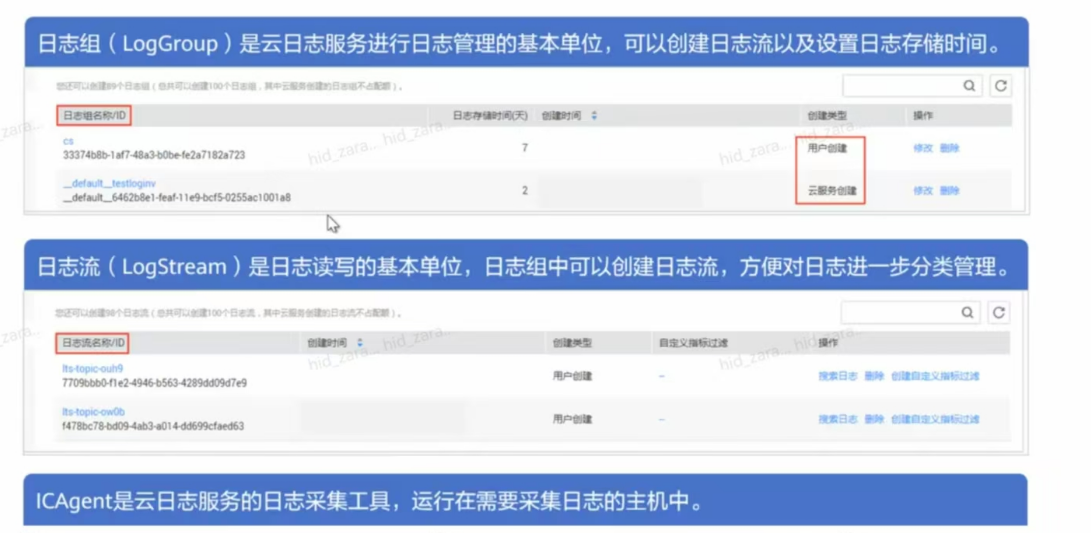 日志组（LogGroup）是云日志服务进行日志管理的基本单位，可以创建日志流以及设置日志存储时间。
您还可以创建99个日志组（总共可以创建100个日志组，其中云服务创建的日志组不占配额）。
日志组名称/ID 日志存储时间(天) 创建时间 创建类型 操作
cs
33374b8b-1af7-48a3-b0be-fe2a7182a723 7 用户创建 修改 删除
__default__testloginv
__default__6462b8e1-feaf-11e9-bcf5-0255ac1001a8 2 云服务创建 修改 删除
hid_zara... hid_zara... hid_zara...
日志流（LogStream）是日志读写的基本单位，日志组中可以创建日志流，方便对日志进一步分类管理。
您还可以创建98个日志流（总共可以创建100个日志流，其中云服务创建的日志流不占配额）。
日志流名称/ID 创建时间 创建类型 自定义指标过滤 操作
lts-topic-ouh9
7709bbb0-f1e2-4946-b563-4289dd09d7e9 用户创建 -- 搜索日志 删除 创建自定义指标过滤
lts-topic-ow0b
f478bc78-bd09-4ab3-a014-dd699cfaed63 用户创建 -- 搜索日志 删除 创建自定义指标过滤
hid_zara... hid_zara... hid_zara... hid_zara...
ICAgent是云日志服务的日志采集工具，运行在需要采集日志的主机中。